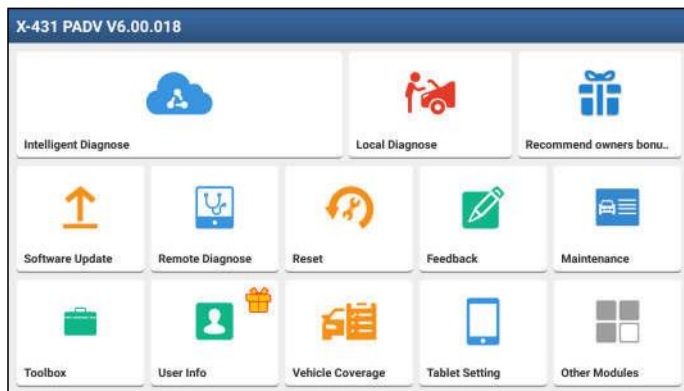 X-431 PADV V6.00.018
Intelligent Diagnose
Local Diagnose
Recommend owners bonu..
Software Update
Remote Diagnose
Reset
Feedback
Maintenance
Toolbox
User Info
Vehicle Coverage
Tablet Setting
Other Modules